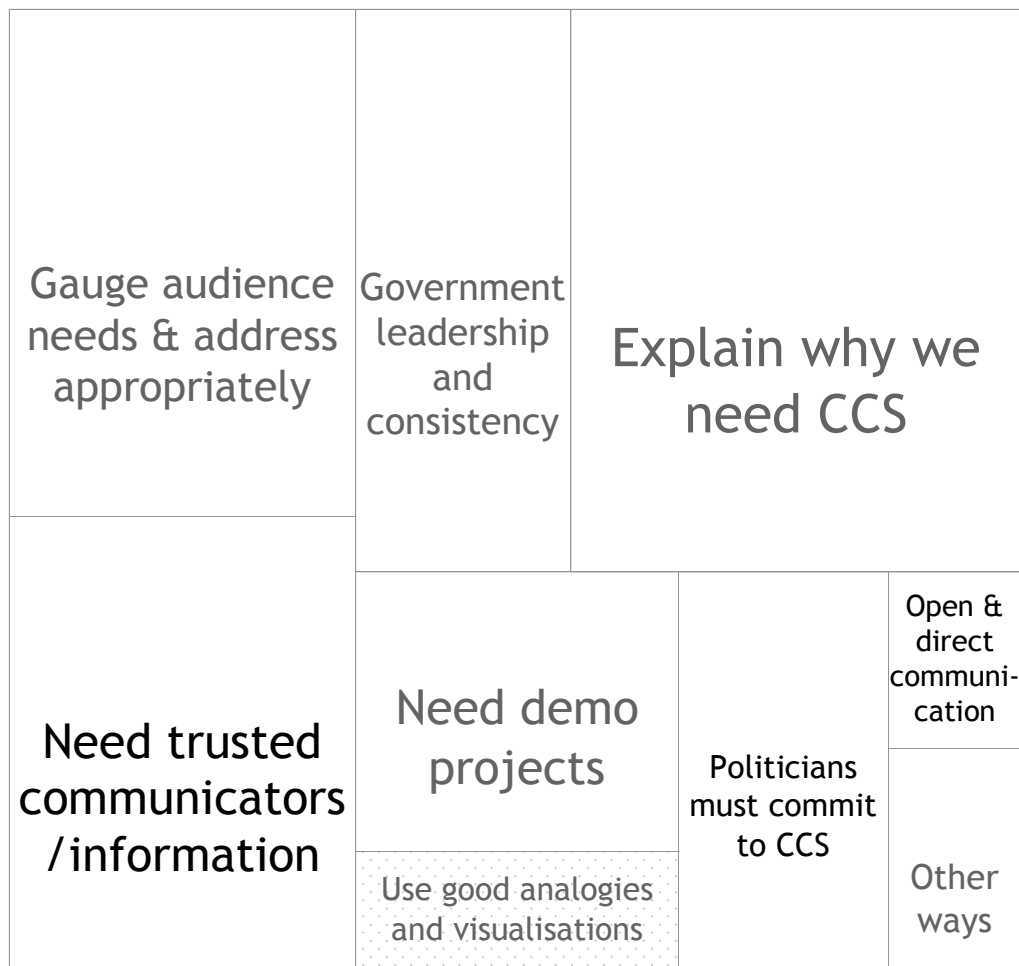 Gauge audience
needs & address
appropriately
Government
leadership
and
consistency
Explain why we
need CCS
Need trusted
communicators
/information
Need demo
projects
Use good analogies
and visualisations
Politicians
must commit
to CCS
Open &
direct
communi-
cation
Other
ways